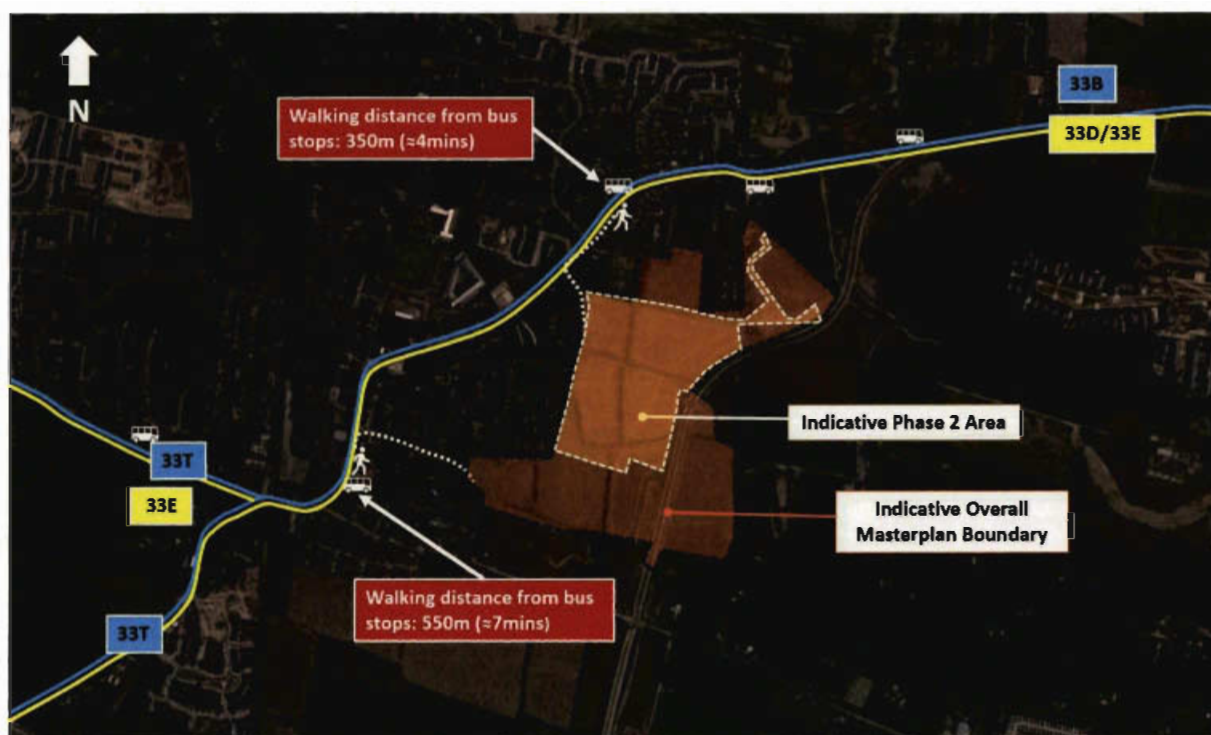 N
33B
33D/33E
Walking distance from bus
stops: 350m (≈4mins)
Indicative Phase 2 Area
33T
33E
Indicative Overall
Masterplan Boundary
Walking distance from bus
stops: 550m (≈7mins)
33T